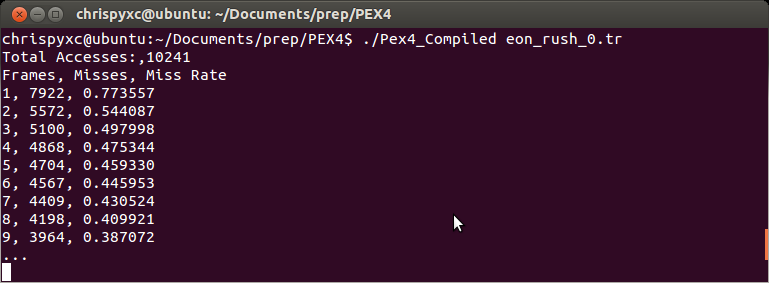 chrispyxc@ubuntu: ~/Documents/prep/PEX4
chrispyxc@ubuntu:~/Documents/prep/PEX4$ ./Pex4_Compiled eon_rush_0.tr
Total Accesses:,10241
Frames, Misses, Miss Rate
1, 7922, 0.773557
2, 5572, 0.544087
3, 5100, 0.497998
4, 4868, 0.475344
5, 4704, 0.459330
6, 4567, 0.445953
7, 4409, 0.430524
8, 4198, 0.409921
9, 3964, 0.387072
...